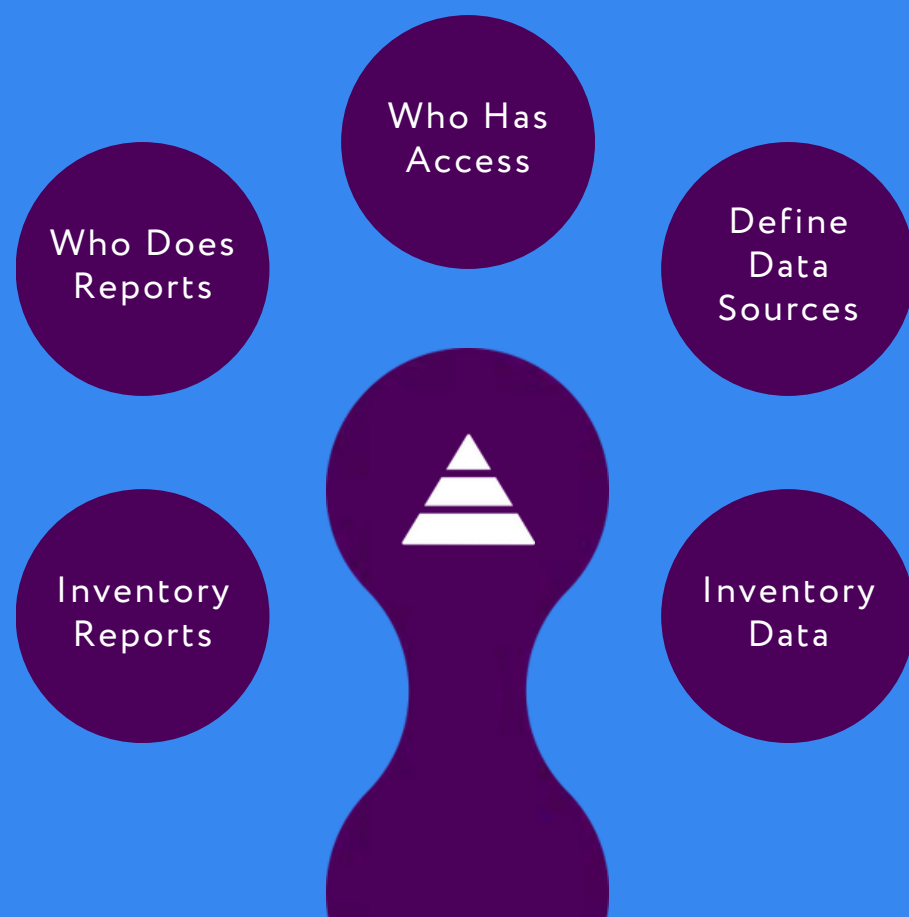 Who Has
Access
Who Does
Reports
Define
Data
Sources
Inventory
Reports
Inventory
Data